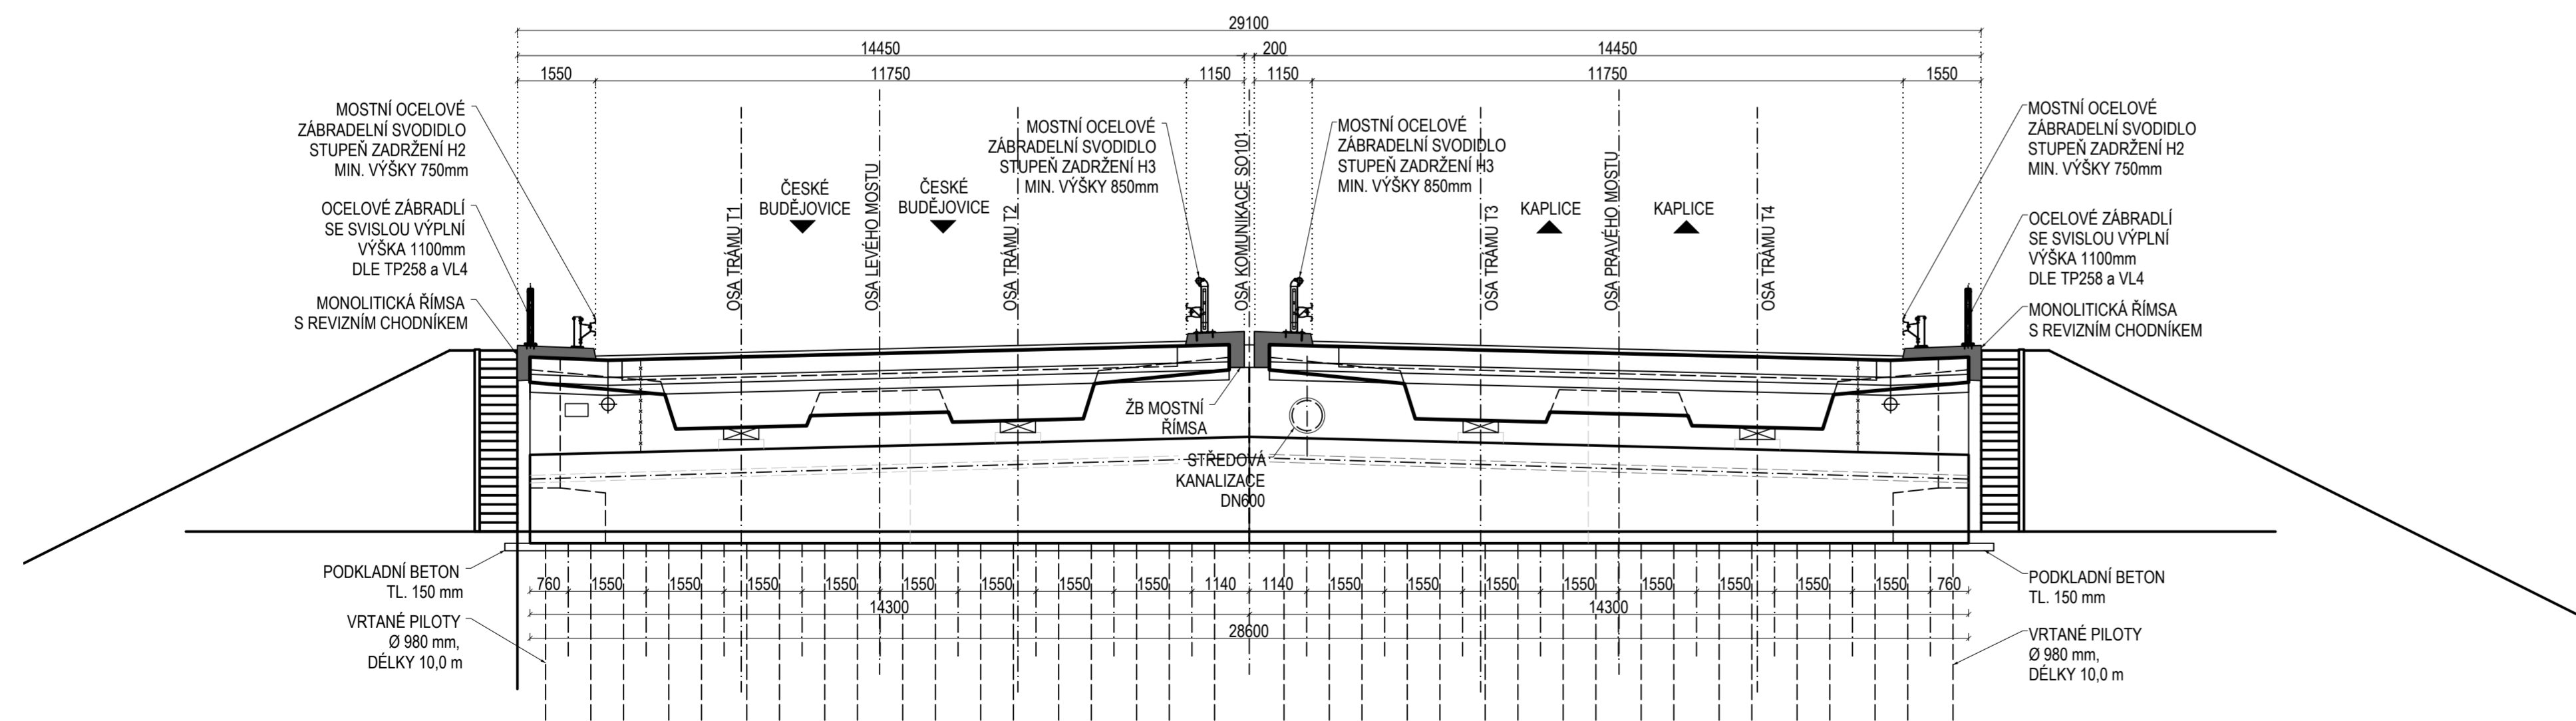 29100
14450
200
14450
1550
11750
1150
1150
11750
1550
MOSTNÍ OCELOVÉ
ZÁBRADELNÍ SVODIDLO
STUPEŇ ZADRŽENÍ H2
MIN. VÝŠKY 750mm
OCELOVÉ ZÁBRADLÍ
SE SVISLOU VÝPLNÍ
VÝŠKA 1100mm
DLE TP258 a VL4
MONOLITICKÁ ŘÍMSA
S REVIZNÍM CHODNÍKEM
OSA TRÁMU T1
ČESKÉ
BUDĚJOVICE
OSA LEVÉHO MOSTU
ČESKÉ
BUDĚJOVICE
OSA TRÁMU T2
MOSTNÍ OCELOVÉ
ZÁBRADELNÍ SVODIDLO
STUPEŇ ZADRŽENÍ H3
MIN. VÝŠKY 850mm
OSA KOMUNIKACE SO101
MOSTNÍ OCELOVÉ
ZÁBRADELNÍ SVODIDLO
STUPEŇ ZADRŽENÍ H3
MIN. VÝŠKY 850mm
OSA TRÁMU T3
KAPLICE
OSA PRAVÉHO MOSTU
KAPLICE
OSA TRÁMU T4
MOSTNÍ OCELOVÉ
ZÁBRADELNÍ SVODIDLO
STUPEŇ ZADRŽENÍ H2
MIN. VÝŠKY 750mm
OCELOVÉ ZÁBRADLÍ
SE SVISLOU VÝPLNÍ
VÝŠKA 1100mm
DLE TP258 a VL4
MONOLITICKÁ ŘÍMSA
S REVIZNÍM CHODNÍKEM
ŽB MOSTNÍ
ŘÍMSA
STŘEDOVÁ
KANALIZACE
DN600
PODKLADNÍ BETON
TL. 150 mm
VRTANÉ PILOTY
Ø 980 mm,
DÉLKY 10,0 m
760
1550
1550
1550
1550
1550
1550
1550
1550
1140
1140
1550
1550
1550
1550
1550
1550
1550
1550
760
14300
14300
28600
PODKLADNÍ BETON
TL. 150 mm
VRTANÉ PILOTY
Ø 980 mm,
DÉLKY 10,0 m